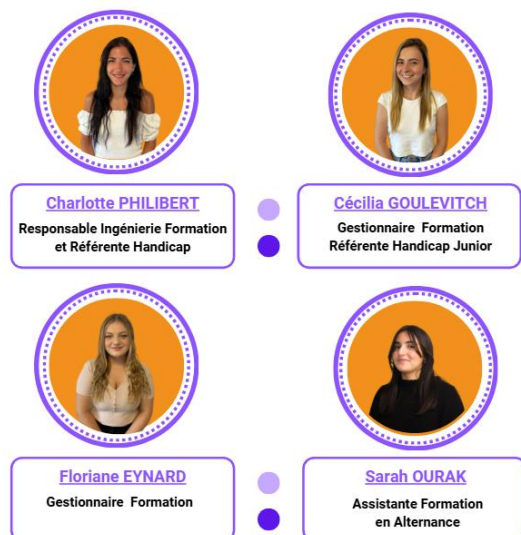 Charlotte PHILIBERT
Responsable Ingénierie Formation
et Référente Handicap
Cécilia GOULEVITCH
Gestionnaire Formation
Référente Handicap Junior
Floriane EYNARD
Gestionnaire Formation
Sarah OURAK
Assistante Formation
en Alternance